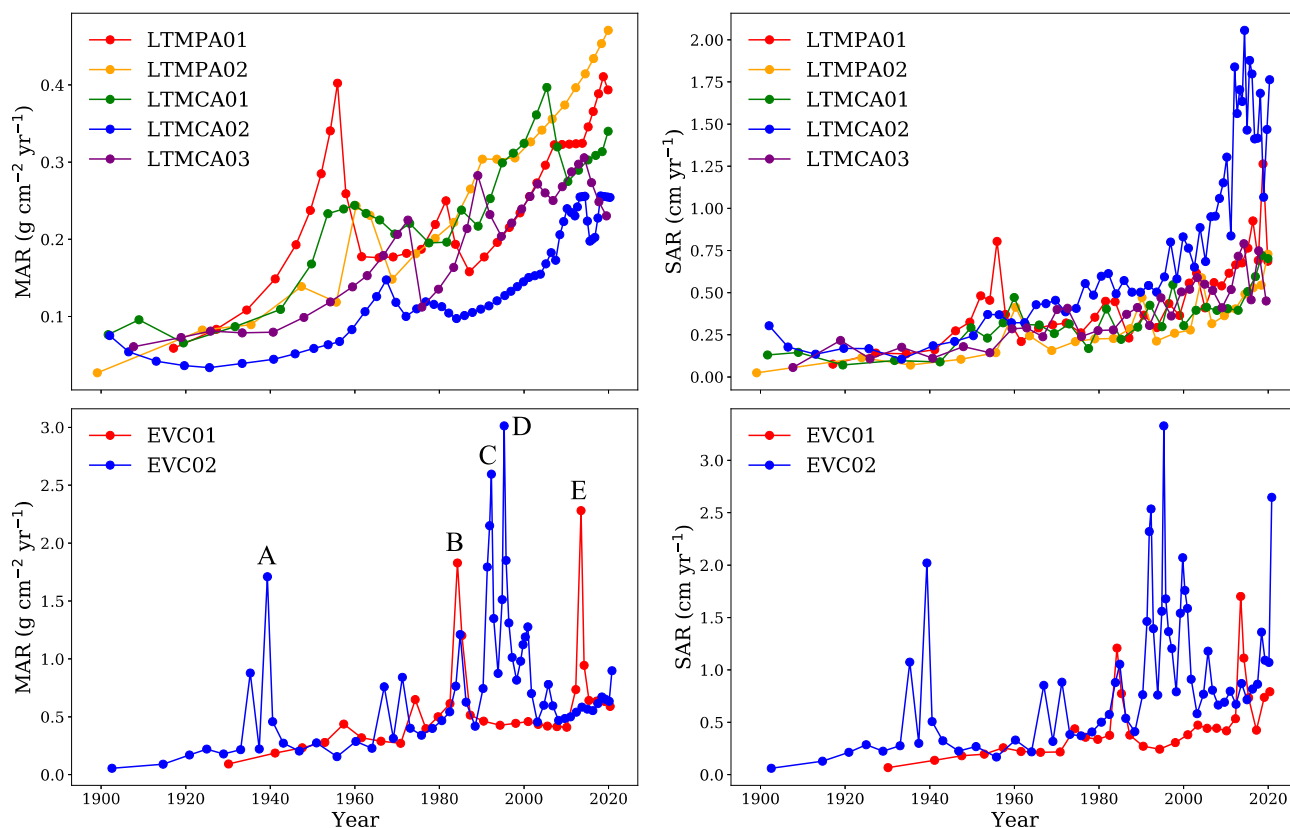 LTMPA01
LTMPA02
LTMCA01
LTMCA02
LTMCA03
MAR (g cm⁻² yr⁻¹)
0.4
0.3
0.2
0.1
LTMPA01
LTMPA02
LTMCA01
LTMCA02
LTMCA03
SAR (cm yr⁻¹)
2.00
1.75
1.50
1.25
1.00
0.75
0.50
0.25
0.00
EVC01
EVC02
A
B
C
D
E
MAR (g cm⁻² yr⁻¹)
3.0
2.5
2.0
1.5
1.0
0.5
0.0
1900 1920 1940 1960 1980 2000 2020
Year
EVC01
EVC02
SAR (cm yr⁻¹)
3.0
2.5
2.0
1.5
1.0
0.5
0.0
1900 1920 1940 1960 1980 2000 2020
Year